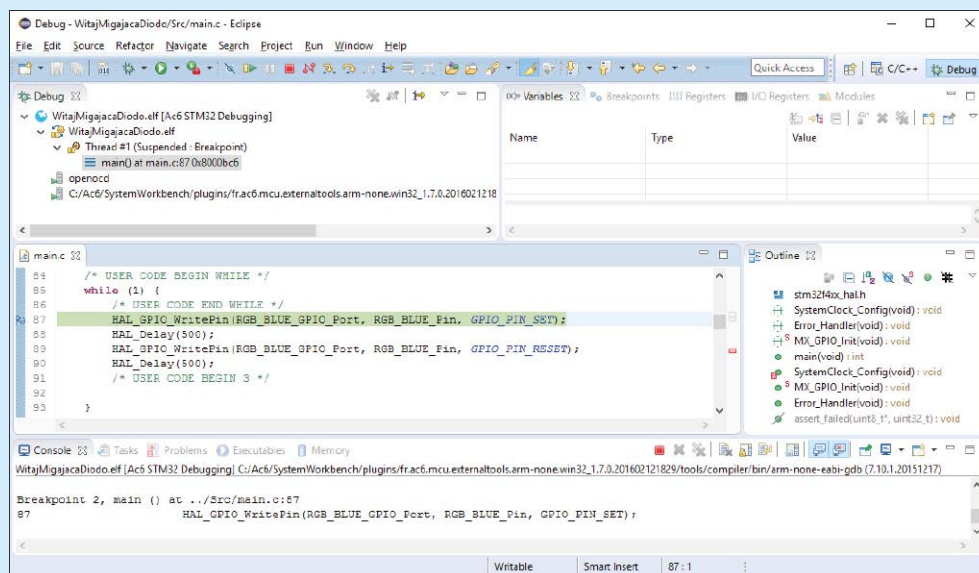 Debug - WitajMigajacaDiodo/Src/main.c - Eclipse
File Edit Source Refactor Navigate Search Project Run Window Help
Quick Access C/C++ Debug
Debug
WitajMigajacaDiodo.elf [Ac6 STM32 Debugging]
WitajMigajacaDiodo.elf
Thread #1 (Suspended : Breakpoint)
main() at main.c:87 0x8000bc6
openocd
C:/Ac6/SystemWorkbench/plugins/fr.ac6.mcu.externaltools.arm-none.win32_1.7.0.2016021218
(x)= Variables Breakpoints Registers I/O Registers Modules
Name Type Value
main.c
84 /* USER CODE BEGIN WHILE */
85 while (1) {
86 /* USER CODE END WHILE */
87 HAL_GPIO_WritePin(RGB_BLUE_GPIO_Port, RGB_BLUE_Pin, GPIO_PIN_SET);
88 HAL_Delay(500);
89 HAL_GPIO_WritePin(RGB_BLUE_GPIO_Port, RGB_BLUE_Pin, GPIO_PIN_RESET);
90 HAL_Delay(500);
91 /* USER CODE BEGIN 3 */
92
93 }
Outline
stm32f4xx_hal.h
SystemClock_Config(void) : void
Error_Handler(void) : void
S MX_GPIO_Init(void) : void
main(void) : int
SystemClock_Config(void) : void
S MX_GPIO_Init(void) : void
Error_Handler(void) : void
assert_failed(uint8_t*, uint32_t) : void
Console Tasks Problems Executables Memory
WitajMigajacaDiodo.elf [Ac6 STM32 Debugging] C:/Ac6/SystemWorkbench/plugins/fr.ac6.mcu.externaltools.arm-none.win32_1.7.0.201602121829/tools/compiler/bin/arm-none-eabi-gdb (7.10.1.20151217)
Breakpoint 2, main () at ../Src/main.c:87
87 HAL_GPIO_WritePin(RGB_BLUE_GPIO_Port, RGB_BLUE_Pin, GPIO_PIN_SET);
Writable Smart Insert 87 : 1